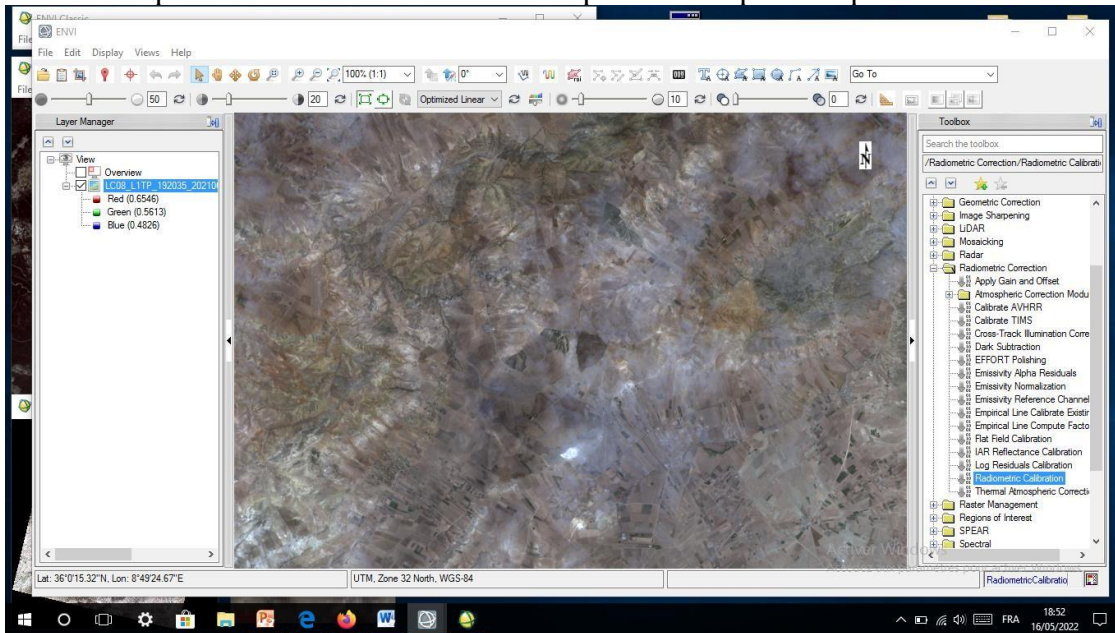 ENVI Classic
File
ENVI
File Edit Display Views Help
File
100% (1:1) 0° Go To
50 20 Optimized Linear 10 0
Layer Manager
View
Overview
LC08_L1TP_192035_20210
Red (0.6546)
Green (0.5613)
Blue (0.4826)
N
Toolbox
Search the toolbox
/Radiometric Correction/Radiometric Calibrati
Geometric Correction
Image Sharpening
LiDAR
Mosaicking
Radar
Radiometric Correction
Apply Gain and Offset
Atmospheric Correction Modu
Calibrate AVHRR
Calibrate TIMS
Cross-Track Illumination Corre
Dark Subtraction
EFFORT Polishing
Emissivity Alpha Residuals
Emissivity Normalization
Emissivity Reference Channel
Empirical Line Calibrate Existir
Empirical Line Compute Facto
Flat Field Calibration
IAR Reflectance Calibration
Log Residuals Calibration
Radiometric Calibration
Thermal Atmospheric Correcti
Raster Management
Regions of Interest
SPEAR
Spectral
Lat: 36°0'15.32"N, Lon: 8°49'24.67"E
UTM, Zone 32 North, WGS-84
RadiometricCalibratio
FRA
18:52
16/05/2022